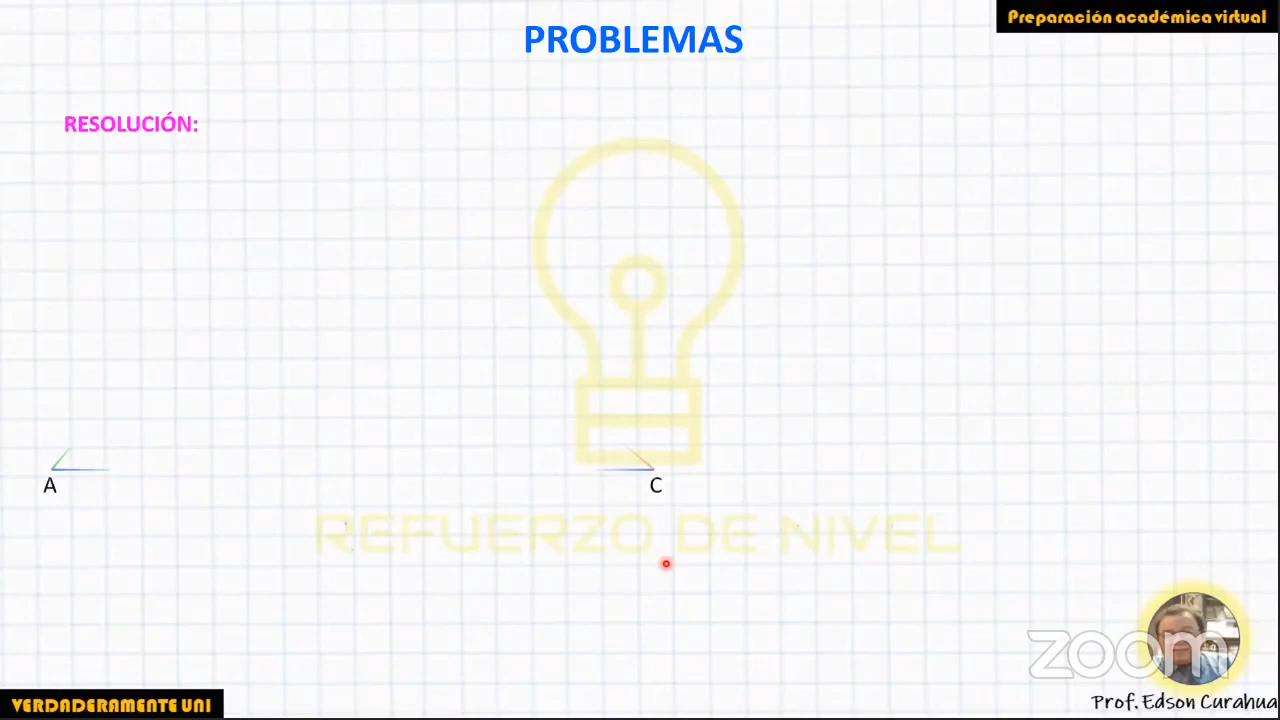 Preparación académica virtual
PROBLEMAS
RESOLUCIÓN:
A
C
REFUERZO DE NIVEL
zoom
Prof. Edson Curahua
VERDADERAMENTE UNI